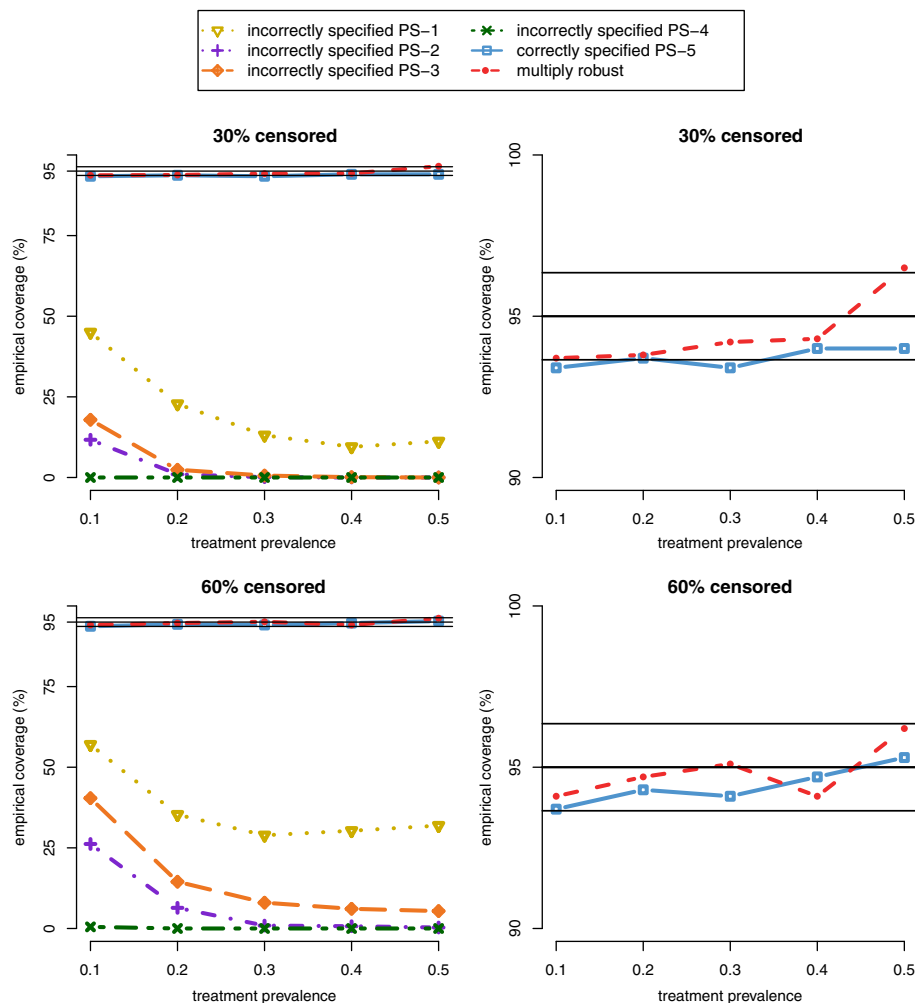 incorrectly specified PS−1
incorrectly specified PS−2
incorrectly specified PS−3
incorrectly specified PS−4
correctly specified PS−5
multiply robust
30% censored
empirical coverage (%)
95
75
50
25
0
0.1 0.2 0.3 0.4 0.5
treatment prevalence
30% censored
empirical coverage (%)
100
95
90
0.1 0.2 0.3 0.4 0.5
treatment prevalence
60% censored
empirical coverage (%)
95
75
50
25
0
0.1 0.2 0.3 0.4 0.5
treatment prevalence
60% censored
empirical coverage (%)
100
95
90
0.1 0.2 0.3 0.4 0.5
treatment prevalence